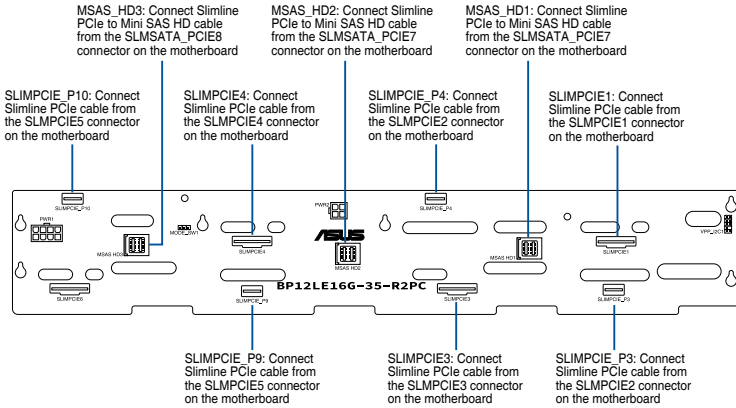 MSAS_HD3: Connect Slimline
PCIe to Mini SAS HD cable
from the SLMSATA_PCIE8
connector on the motherboard
MSAS_HD2: Connect Slimline
PCIe to Mini SAS HD cable
from the SLMSATA_PCIE7
connector on the motherboard
MSAS_HD1: Connect Slimline
PCIe to Mini SAS HD cable
from the SLMSATA_PCIE7
connector on the motherboard
SLIMPCIE_P10: Connect
Slimline PCIe cable from
the SLMPCIE5 connector
on the motherboard
SLIMPCIE4: Connect
Slimline PCIe cable from
the SLMPCIE4 connector
on the motherboard
SLIMPCIE_P4: Connect
Slimline PCIe cable from
the SLMPCIE2 connector
on the motherboard
SLIMPCIE1: Connect
Slimline PCIe cable from
the SLMPCIE1 connector
on the motherboard
SLIMPCIE_P10
PWR2
SLIMPCIE_P4
PWR1
MODE_SW1
VPP_I2C1
ASUS
MSAS HD3
SLIMPCIE4
MSAS HD2
MSAS HD1
SLIMPCIE1
BP12LE16G-35-R2PC
SLIMPCIE6
SLIMPCIE_P9
SLIMPCIE3
SLIMPCIE_P3
SLIMPCIE_P9: Connect
Slimline PCIe cable from
the SLMPCIE5 connector
on the motherboard
SLIMPCIE3: Connect
Slimline PCIe cable from
the SLMPCIE3 connector
on the motherboard
SLIMPCIE_P3: Connect
Slimline PCIe cable from
the SLMPCIE2 connector
on the motherboard